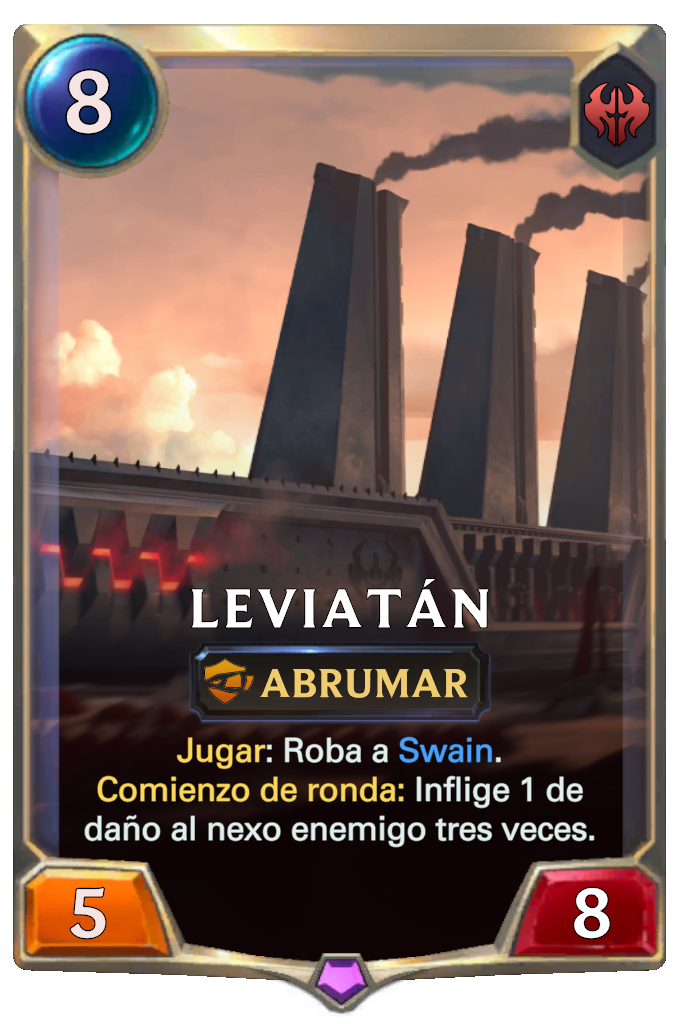 8
LEVIATÁN
ABRUMAR
Jugar: Roba a Swain.
Comienzo de ronda: Inflige 1 de
daño al nexo enemigo tres veces.
5
8